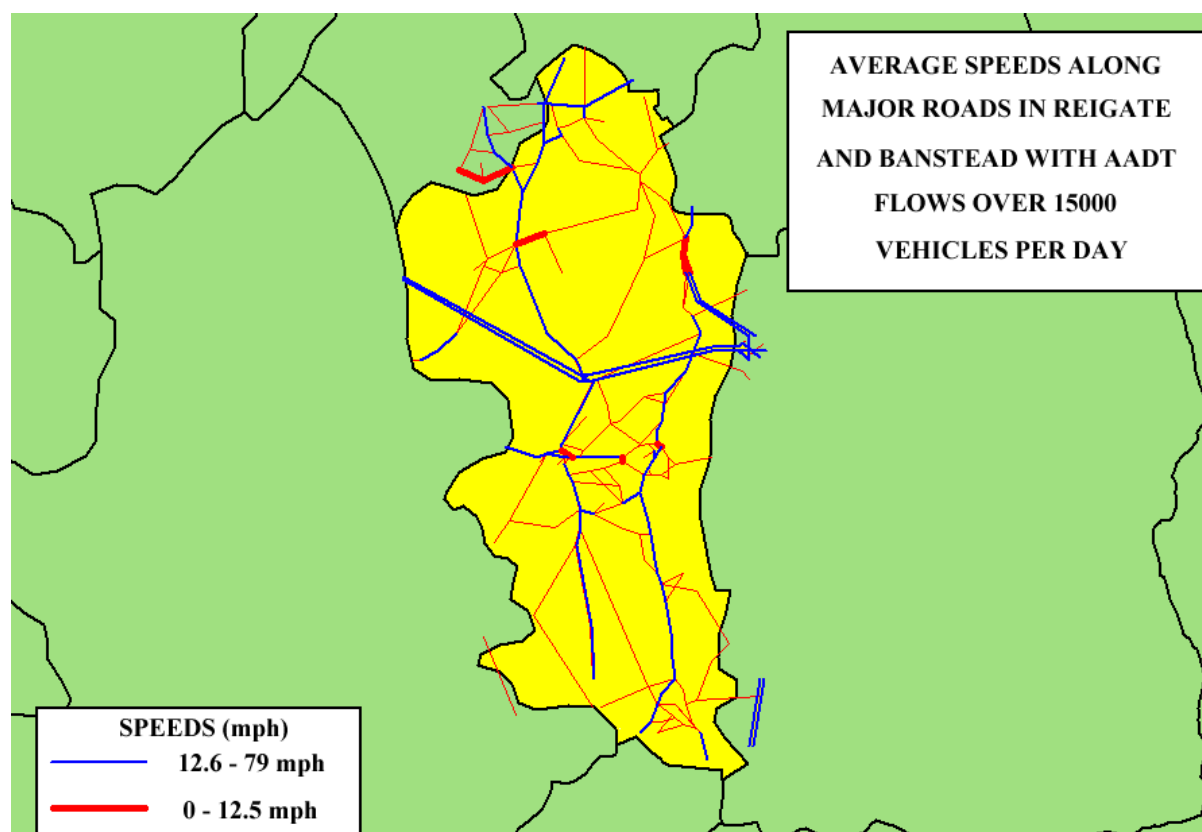 AVERAGE SPEEDS ALONG
MAJOR ROADS IN REIGATE
AND BANSTEAD WITH AADT
FLOWS OVER 15000
VEHICLES PER DAY
SPEEDS (mph)
12.6 - 79 mph
0 - 12.5 mph